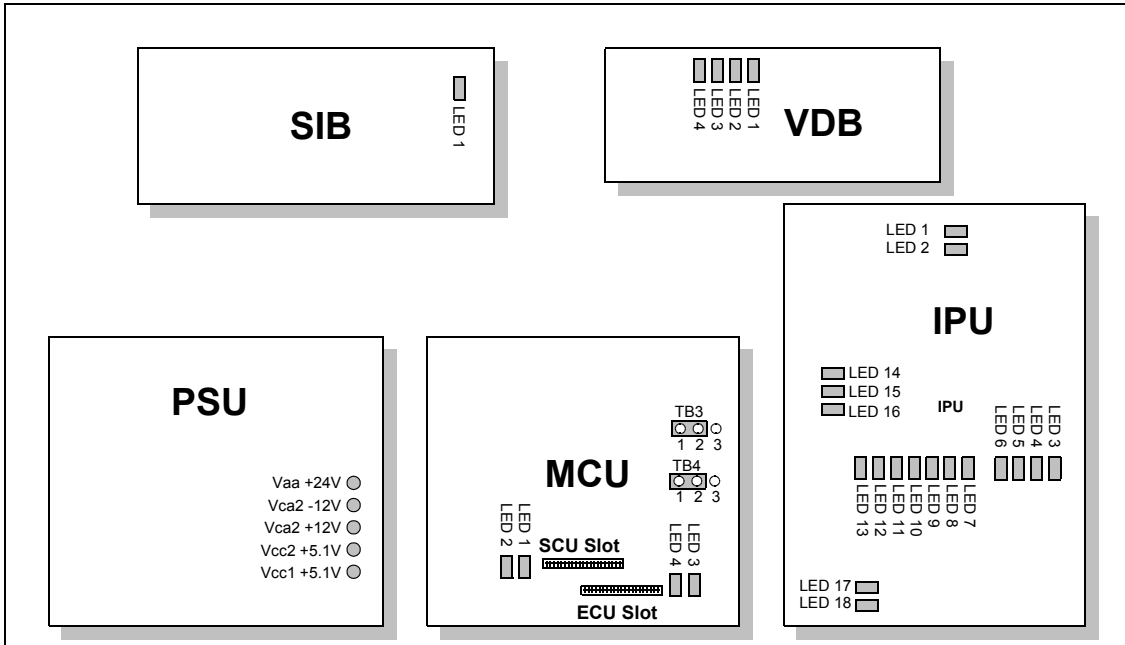 SIB
LED 1
LED 4
LED 3
LED 2
LED 1
VDB
LED 1
LED 2
IPU
LED 14
LED 15
LED 16
IPU
LED 6
LED 5
LED 4
LED 3
LED 13
LED 12
LED 11
LED 10
LED 9
LED 8
LED 7
LED 17
LED 18
PSU
Vaa +24V
Vca2 -12V
Vca2 +12V
Vcc2 +5.1V
Vcc1 +5.1V
TB3
1 2 3
MCU
TB4
1 2 3
LED 2
LED 1
SCU Slot
LED 4
LED 3
ECU Slot